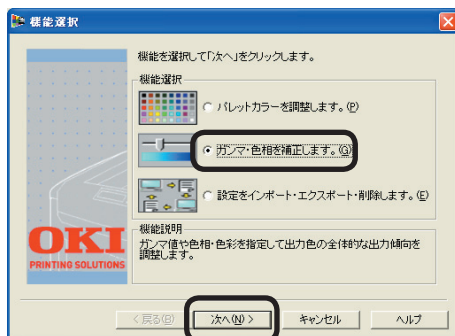 機能選択
機能を選択して「次へ」をクリックします。
機能選択
パレットカラーを調整します。(P)
ガンマ・色相を補正します。(G)
設定をインポート・エクスポート・削除します。(E)
機能説明
ガンマ値や色相・色彩を指定して出力色の全体的な出力傾向を
調整します。
OKI
PRINTING SOLUTIONS
< 戻る(B)
次へ(N) >
キャンセル
ヘルプ